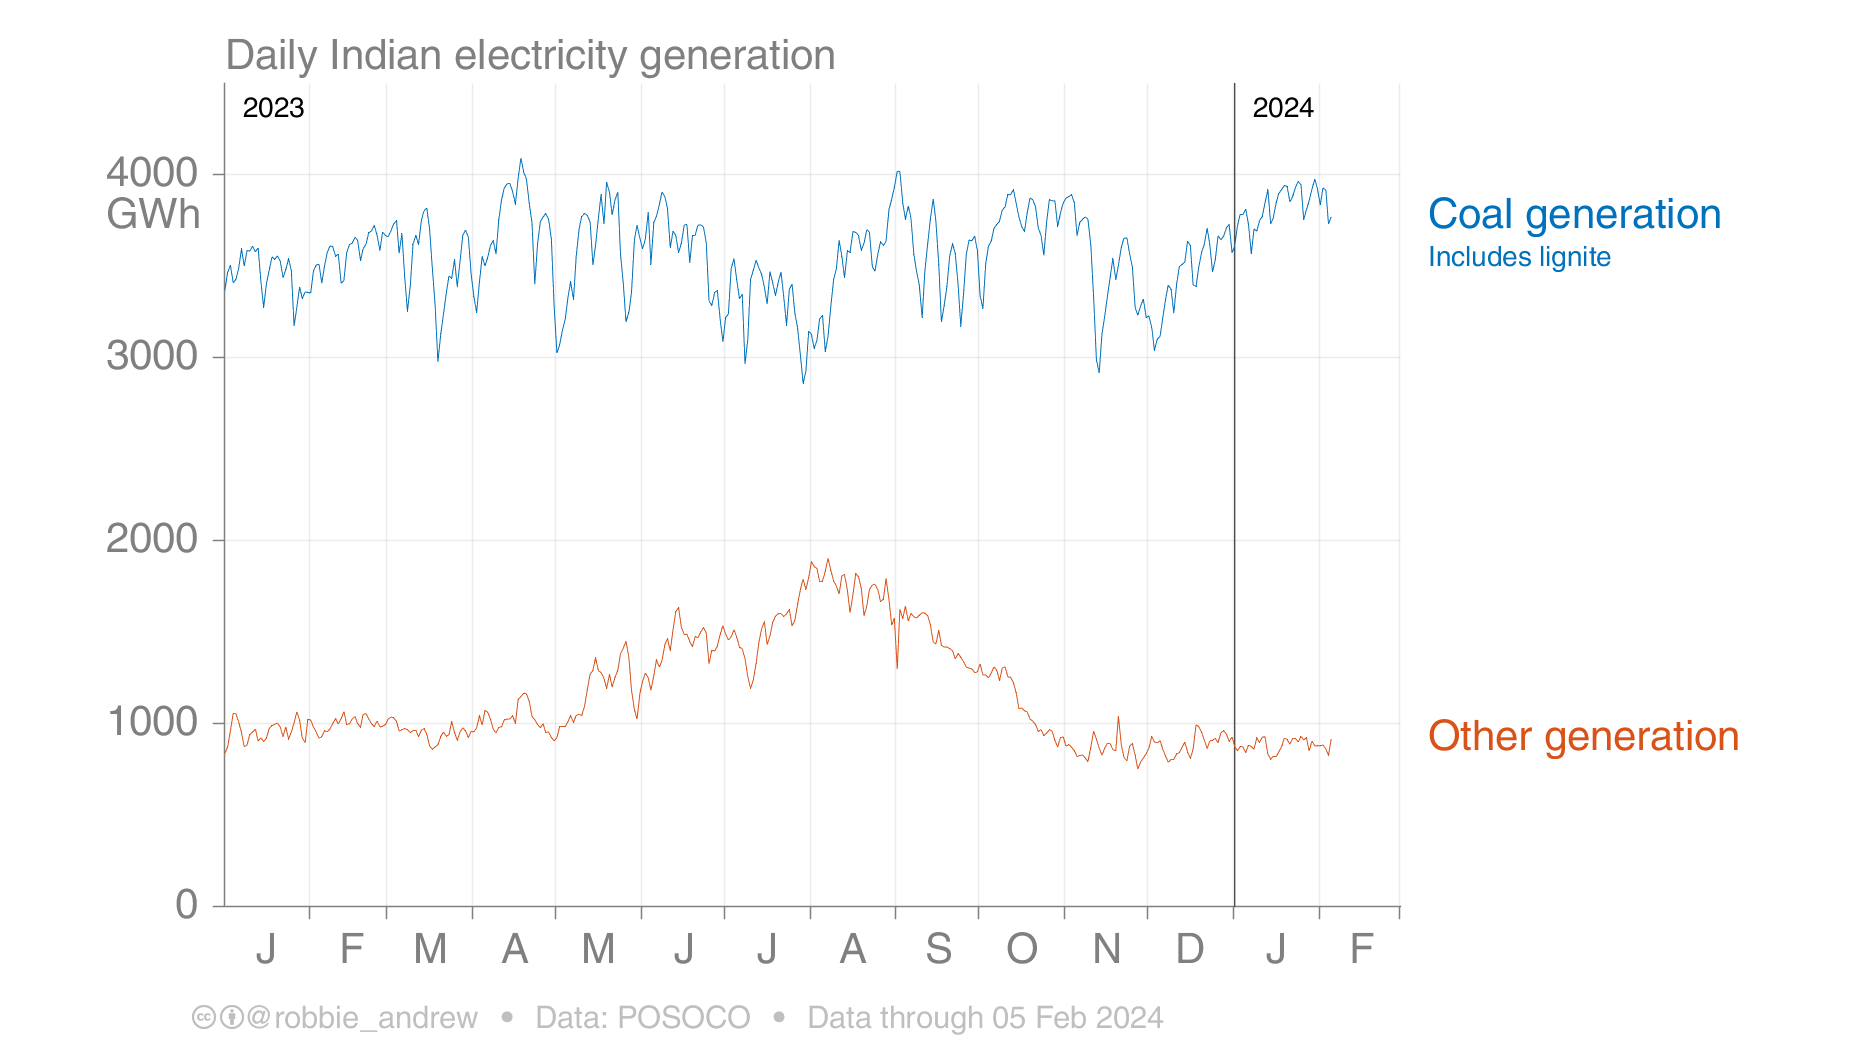 Daily Indian electricity generation
2023
2024
4000
GWh
3000
2000
1000
0
Coal generation
Includes lignite
Other generation
J F M A M J J A S O N D J F
@robbie_andrew • Data: POSOCO • Data through 05 Feb 2024